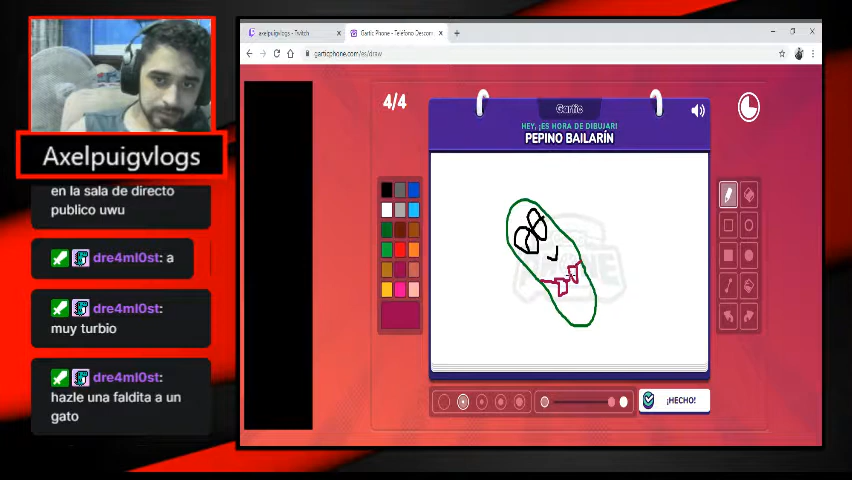 axelpuigvlogs - Twitch
Gartic Phone - Teléfono Descom
garticphone.com/es/draw
4/4
Gartic
HEY, ¡ES HORA DE DIBUJAR!
PEPINO BAILARÍN
¡HECHO!
Axelpuigvlogs
en la sala de directo
publico uwu
dre4ml0st: a
dre4ml0st:
muy turbio
dre4ml0st:
hazle una faldita a un
gato